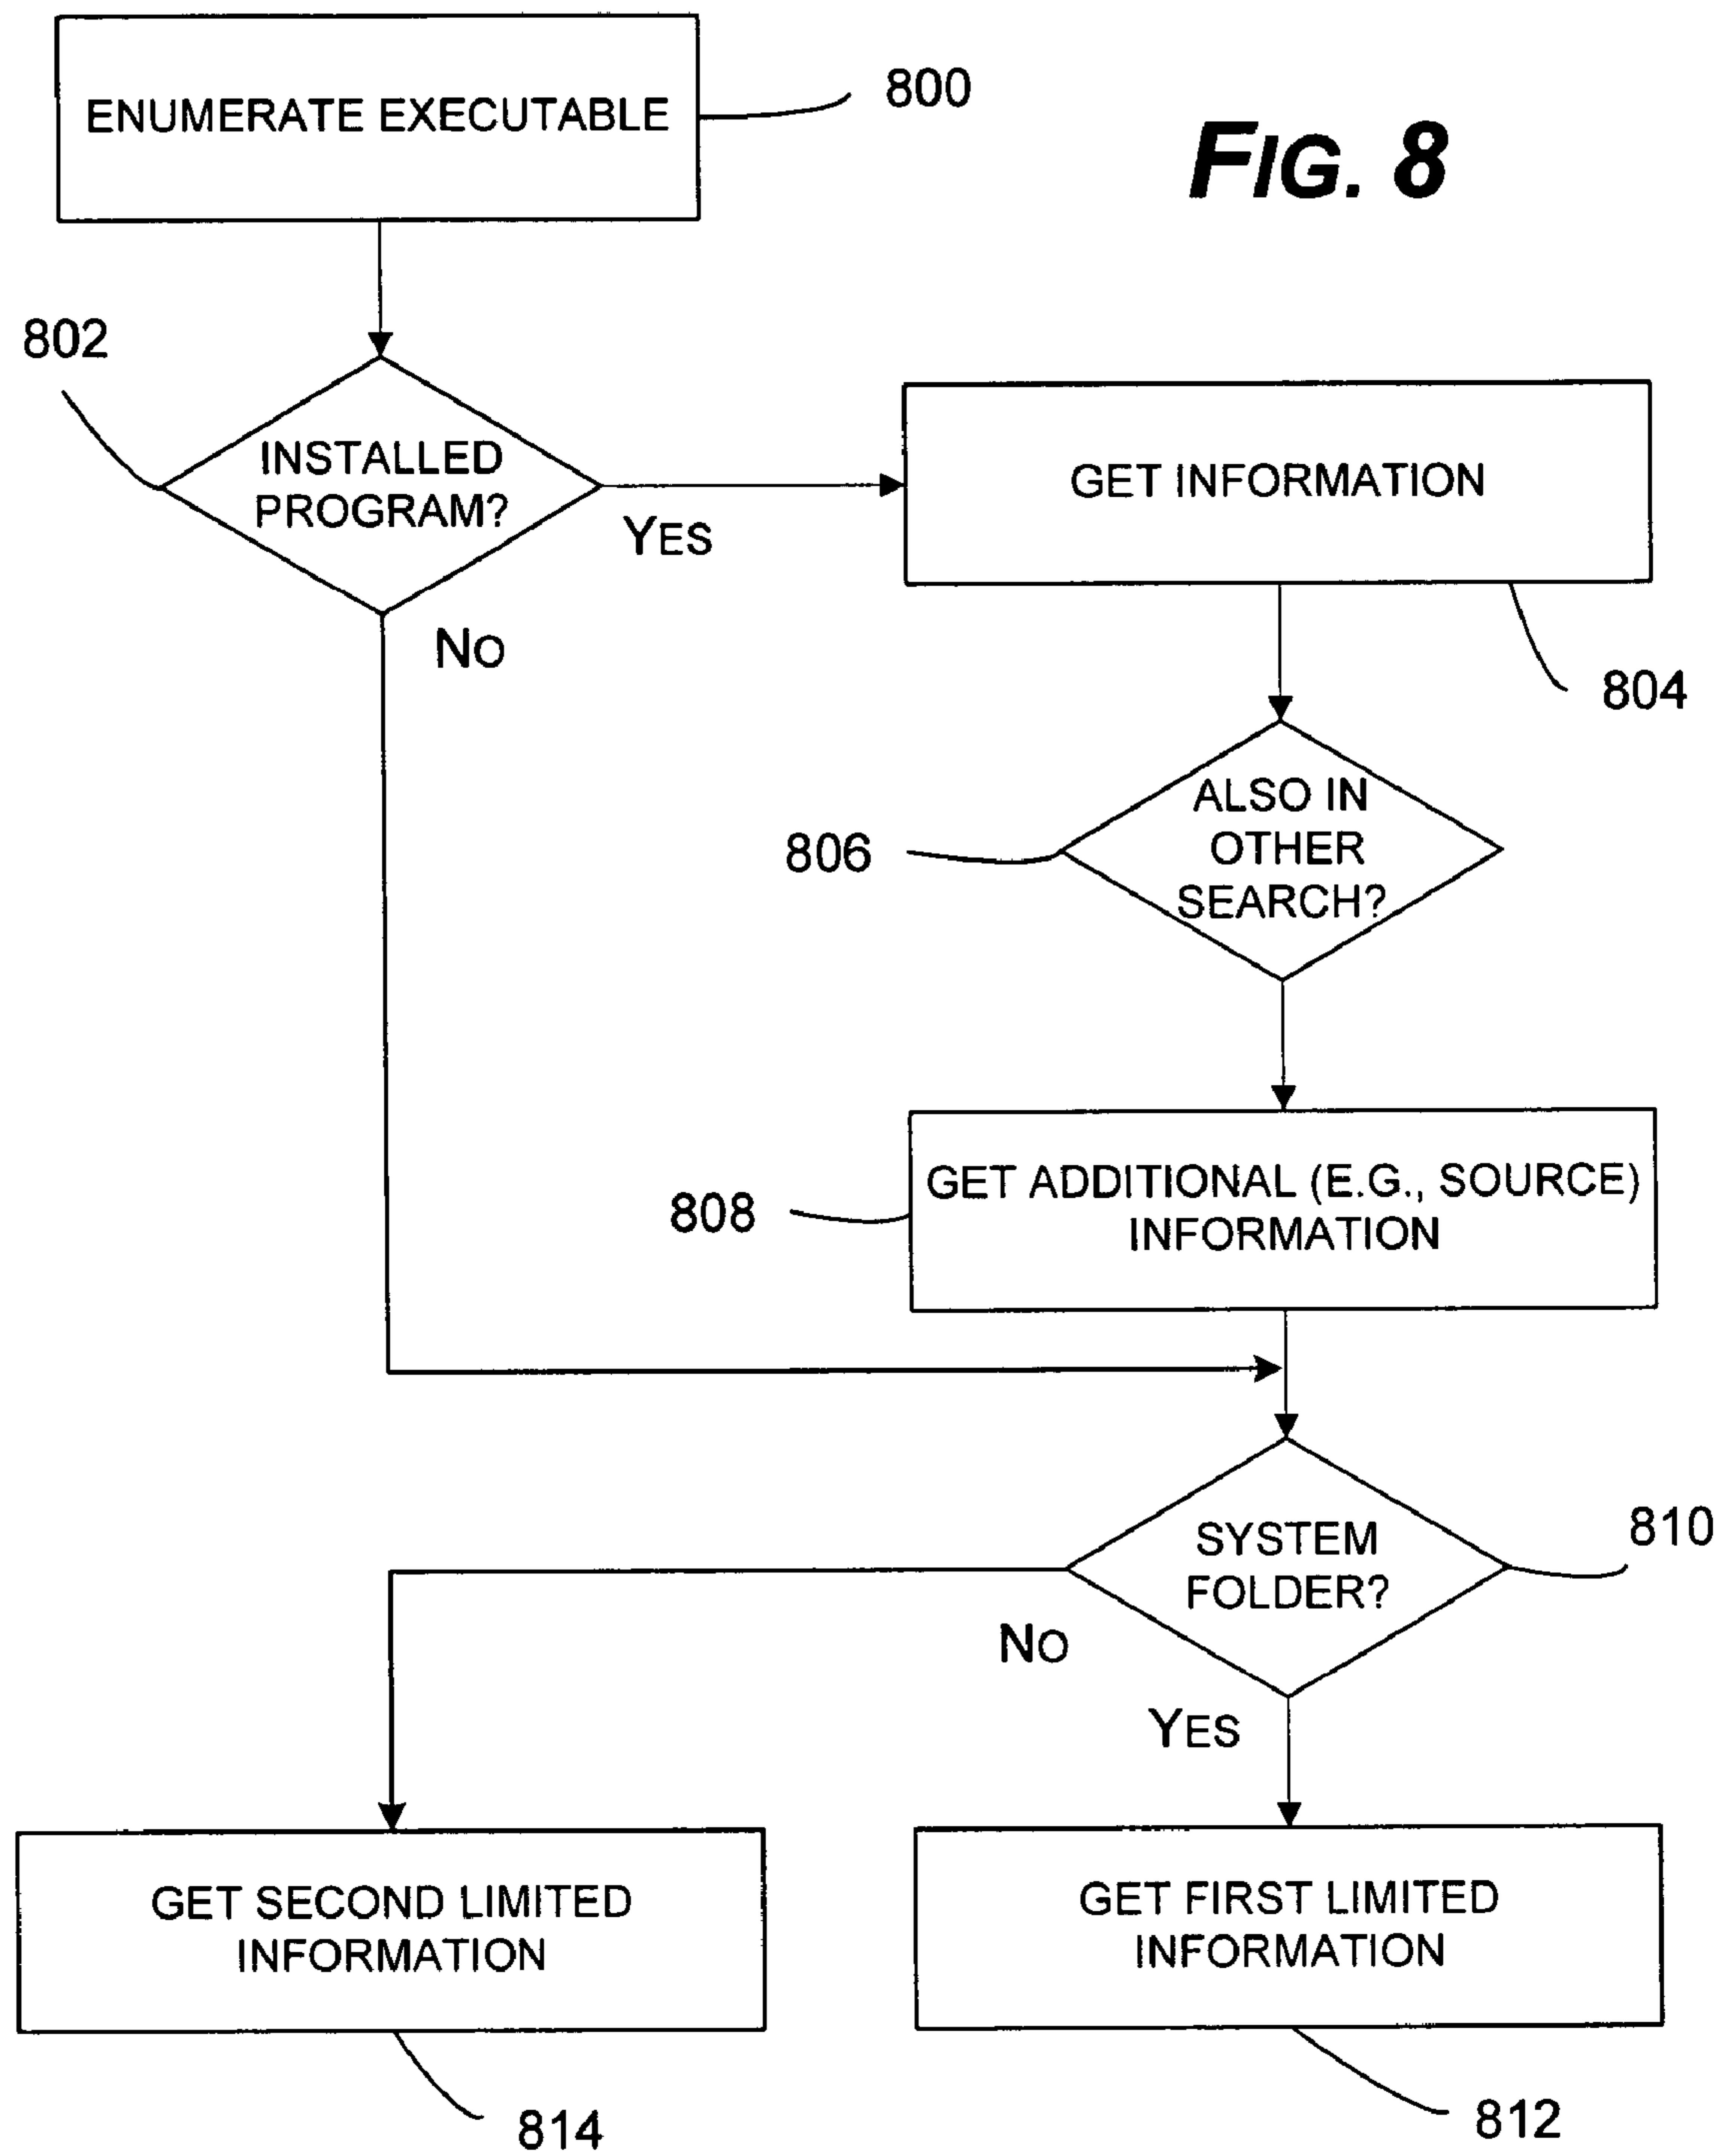 ENUMERATE EXECUTABLE
800
FIG. 8
802
INSTALLED
PROGRAM?
YES
NO
GET INFORMATION
804
ALSO IN
OTHER
SEARCH?
806
GET ADDITIONAL (E.G., SOURCE)
INFORMATION
808
SYSTEM
FOLDER?
810
NO
YES
GET SECOND LIMITED
INFORMATION
814
GET FIRST LIMITED
INFORMATION
812